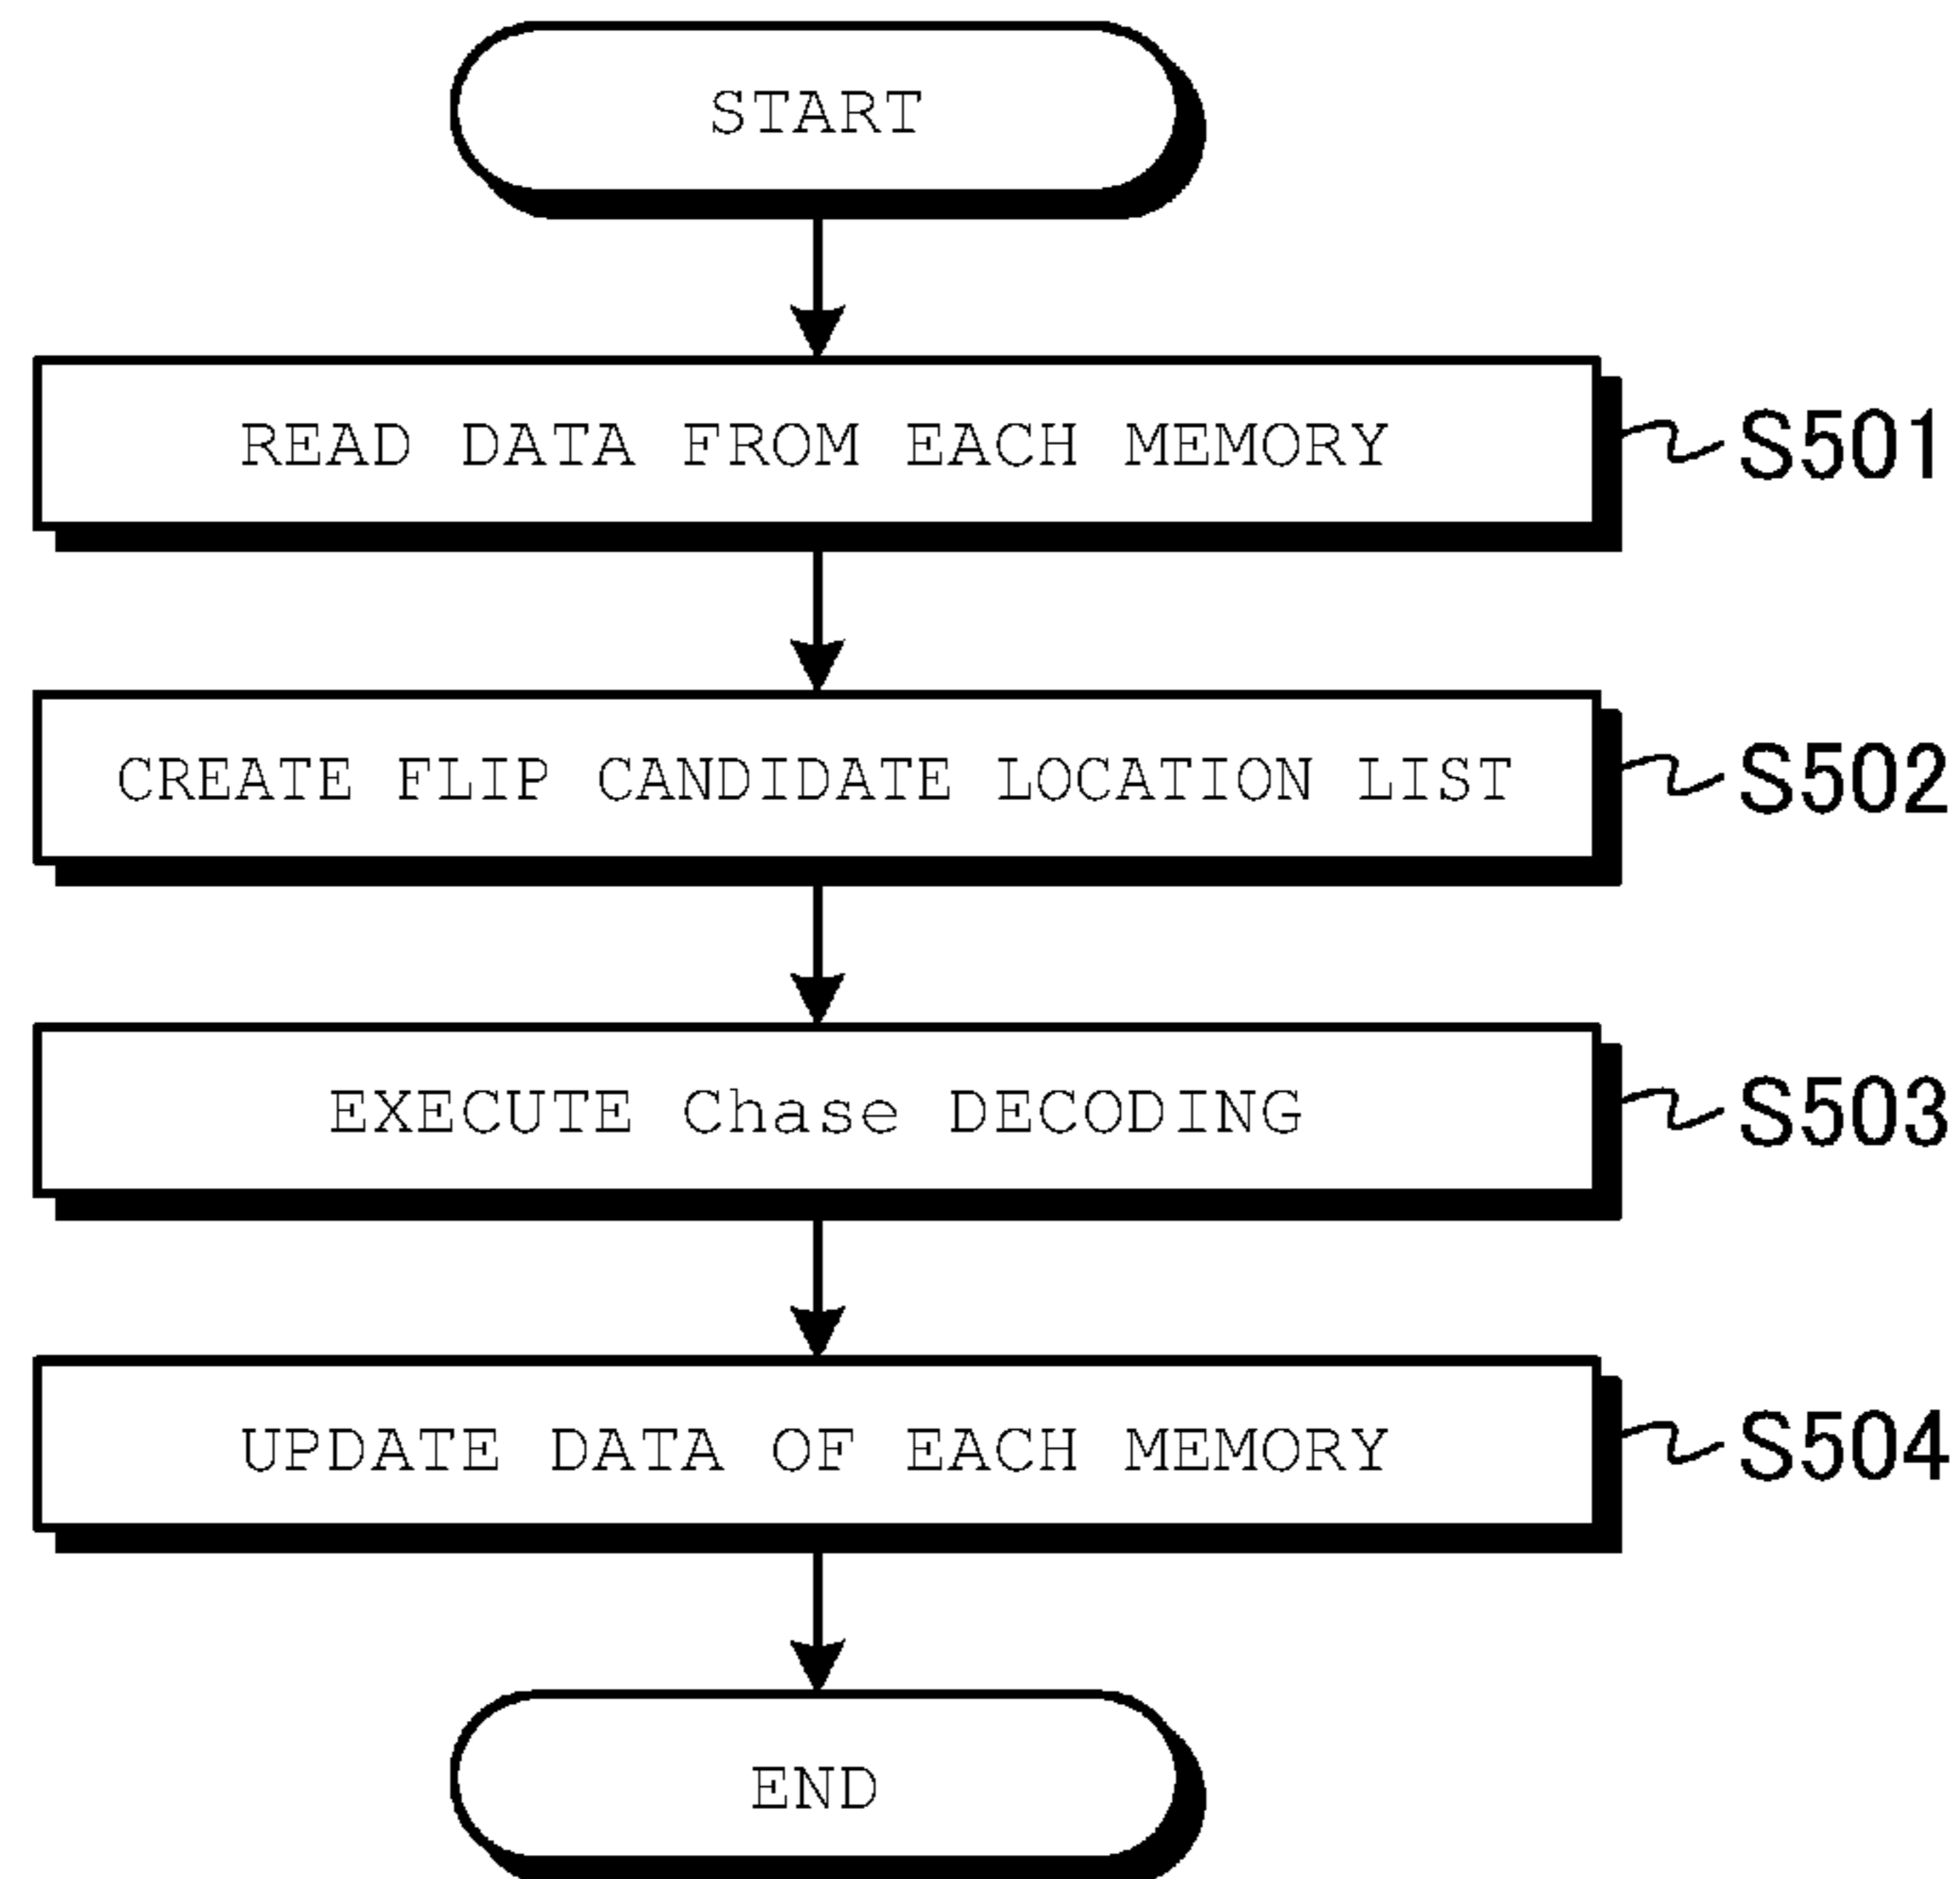 START
READ DATA FROM EACH MEMORY
S501
CREATE FLIP CANDIDATE LOCATION LIST
S502
EXECUTE Chase DECODING
S503
UPDATE DATA OF EACH MEMORY
S504
END